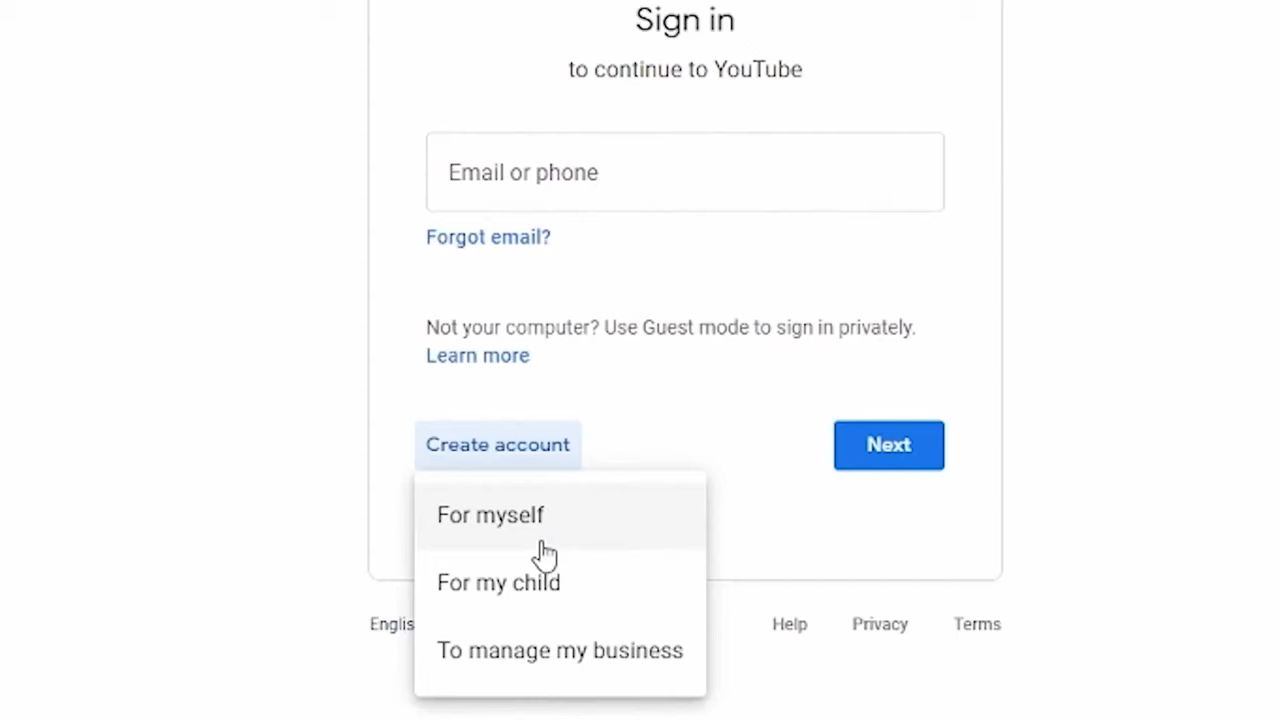 Sign in
to continue to YouTube
Email or phone
Forgot email?
Not your computer? Use Guest mode to sign in privately.
Learn more
Create account
Next
For myself
For my child
Englis
Help
Privacy
Terms
To manage my business